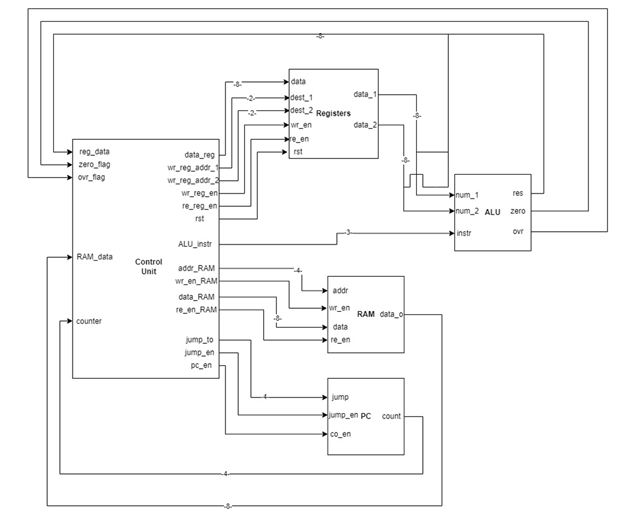 -8-
data
-8-
dest_1
-2-
dest_2
-2-
wr_en
re_en
rst
Registers
data_1
data_2
-8-
-8-
reg_data
zero_flag
ovr_flag
RAM_data
counter
Control
Unit
data_reg
wr_reg_addr_1
wr_reg_addr_2
wr_reg_en
re_reg_en
rst
ALU_instr
addr_RAM
wr_en_RAM
data_RAM
re_en_RAM
jump_to
jump_en
pc_en
num_1
num_2
instr
ALU
res
zero
ovr
-3-
-4-
-8-
addr
wr_en
data
re_en
RAM
data_o
-4-
jump
jump_en
co_en
PC
count
-4-
-8-